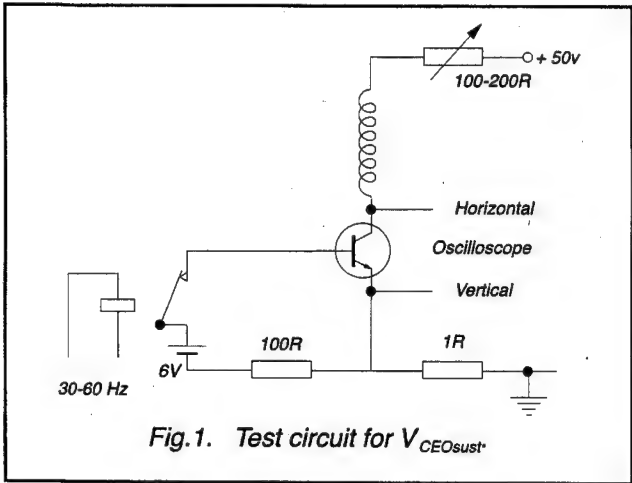 + 50v
100-200R
Horizontal
Oscilloscope
Vertical
100R
1R
6V
30-60 Hz
Fig.1. Test circuit for V CEOsust.